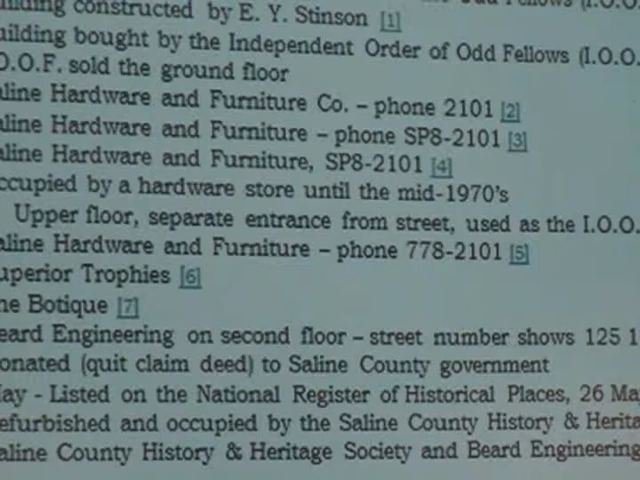 constructed by E. Y. Stinson [1]
uilding bought by the Independent Order of Odd Fellows (I.O.O.
O.O.F. sold the ground floor
aline Hardware and Furniture Co. – phone 2101 [2]
aline Hardware and Furniture – phone SP8-2101 [3]
aline Hardware and Furniture, SP8-2101 [4]
ccupied by a hardware store until the mid-1970's
Upper floor, separate entrance from street, used as the I.O.O.
aline Hardware and Furniture – phone 778-2101 [5]
uperior Trophies [6]
he Botique [7]
eard Engineering on second floor – street number shows 125 1
onated (quit claim deed) to Saline County government
May - Listed on the National Register of Historical Places, 26 Ma
efurbished and occupied by the Saline County History & Herita
aline County History & Heritage Society and Beard Engineering